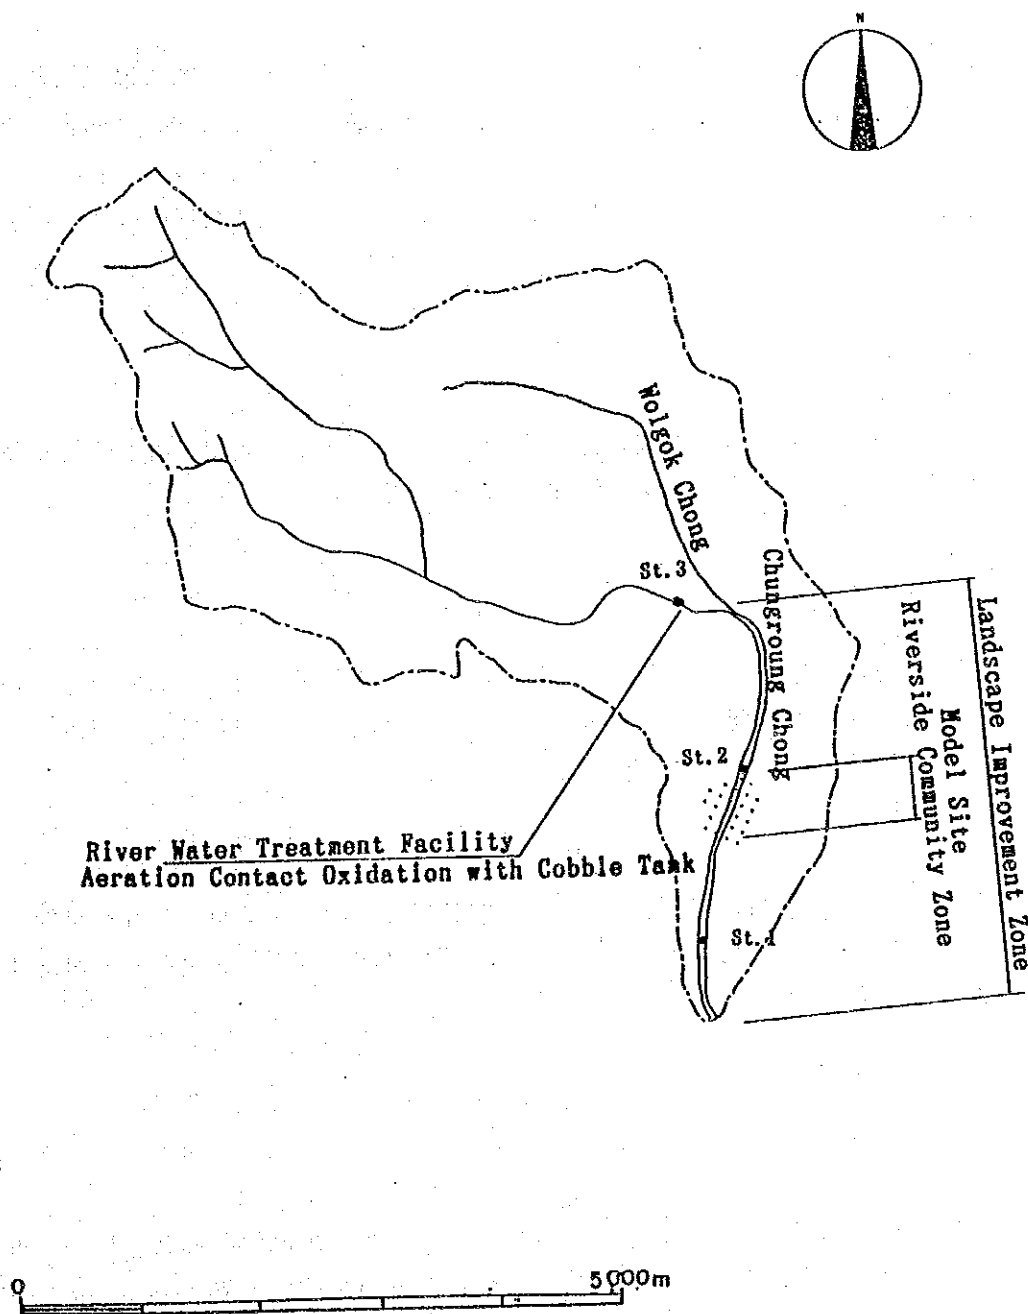 N
Wolgok Chong
St.3
Chungroung Chong
Landscape Improvement Zone
Model Site
Riverside Community Zone
St.2
River Water Treatment Facility
Aeration Contact Oxidation with Cobble Tank
St.1
0
5000m